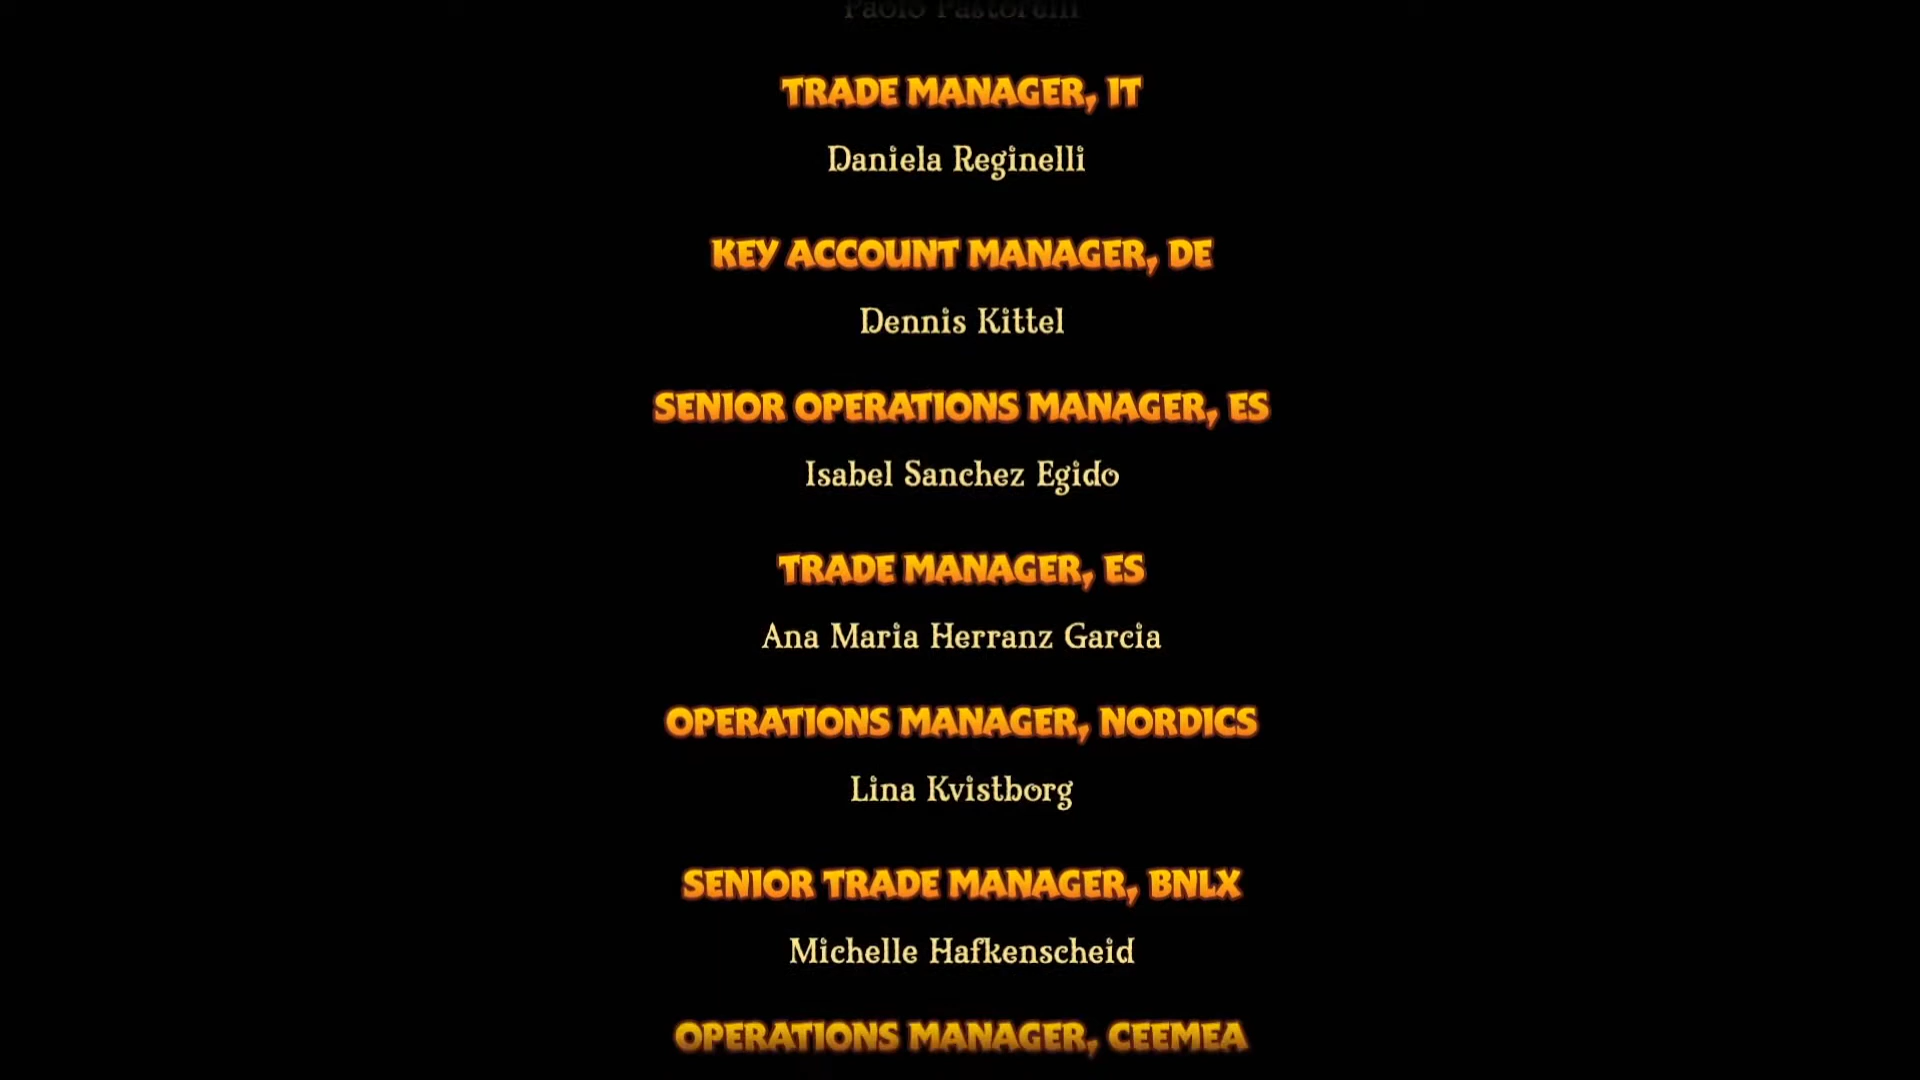 Paolo
TRADE MANAGER, IT
Daniela Reginelli
KEY ACCOUNT MANAGER, DE
Dennis Kittel
SENIOR OPERATIONS MANAGER, ES
Isabel Sanchez Egido
TRADE MANAGER, ES
Ana Maria Herranz Garcia
OPERATIONS MANAGER, NORDICS
Lina Kvistborg
SENIOR TRADE MANAGER, BNLX
Michelle Hafkenscheid
OPERATIONS MANAGER, CEEMEA